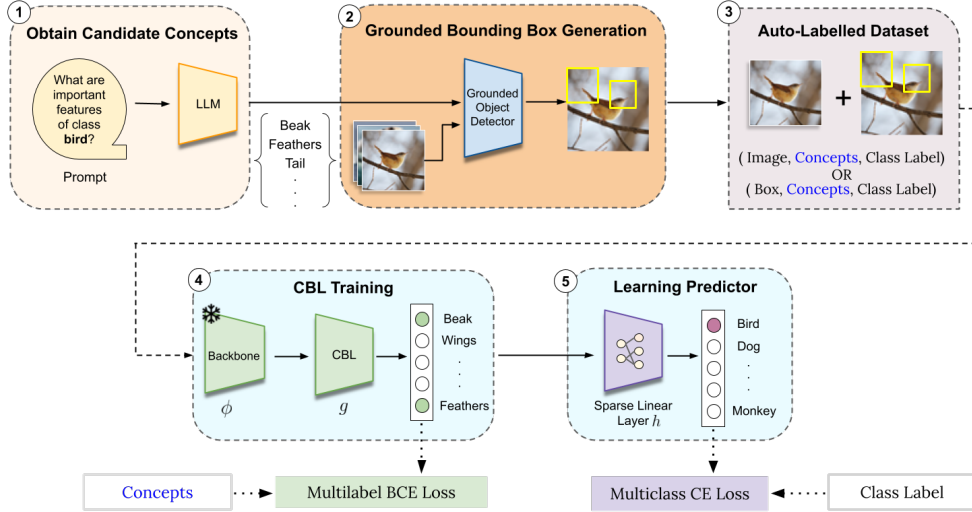 1
Obtain Candidate Concepts
What are
important
features
of class
bird?
Prompt
LLM
Beak
Feathers
Tail
.
.
.
2
Grounded Bounding Box Generation
Grounded
Object
Detector
3
Auto-Labelled Dataset
+
( Image, Concepts, Class Label)
OR
( Box, Concepts, Class Label)
4
CBL Training
Backbone
ϕ
CBL
g
Beak
Wings
.
.
.
Feathers
5
Learning Predictor
Sparse Linear
Layer h
Bird
Dog
.
.
.
Monkey
Concepts
Multilabel BCE Loss
Multiclass CE Loss
Class Label